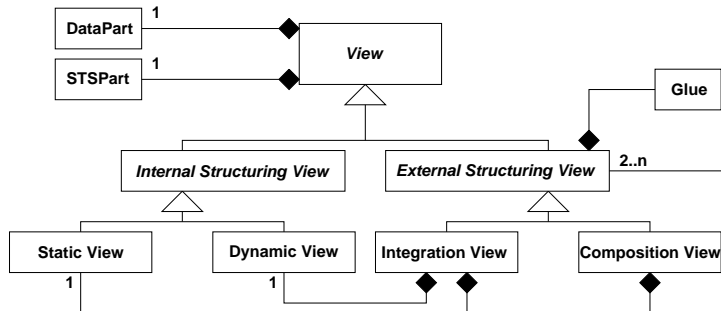 1
DataPart
View
1
STSPart
Glue
Internal Structuring View
External Structuring View
2..n
Static View
Dynamic View
Integration View
Composition View
1
1